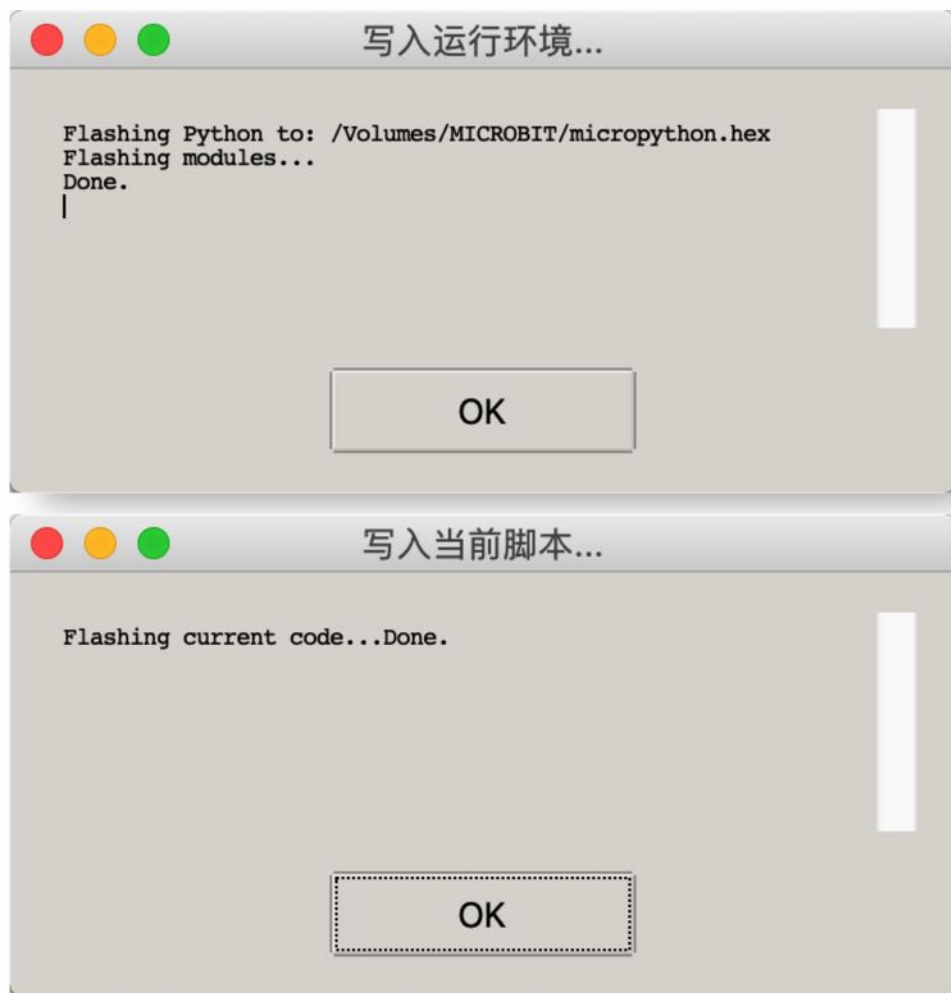 写入运行环境...
Flashing Python to: /Volumes/MICROBIT/micropython.hex
Flashing modules...
Done.
OK
写入当前脚本...
Flashing current code...Done.
OK